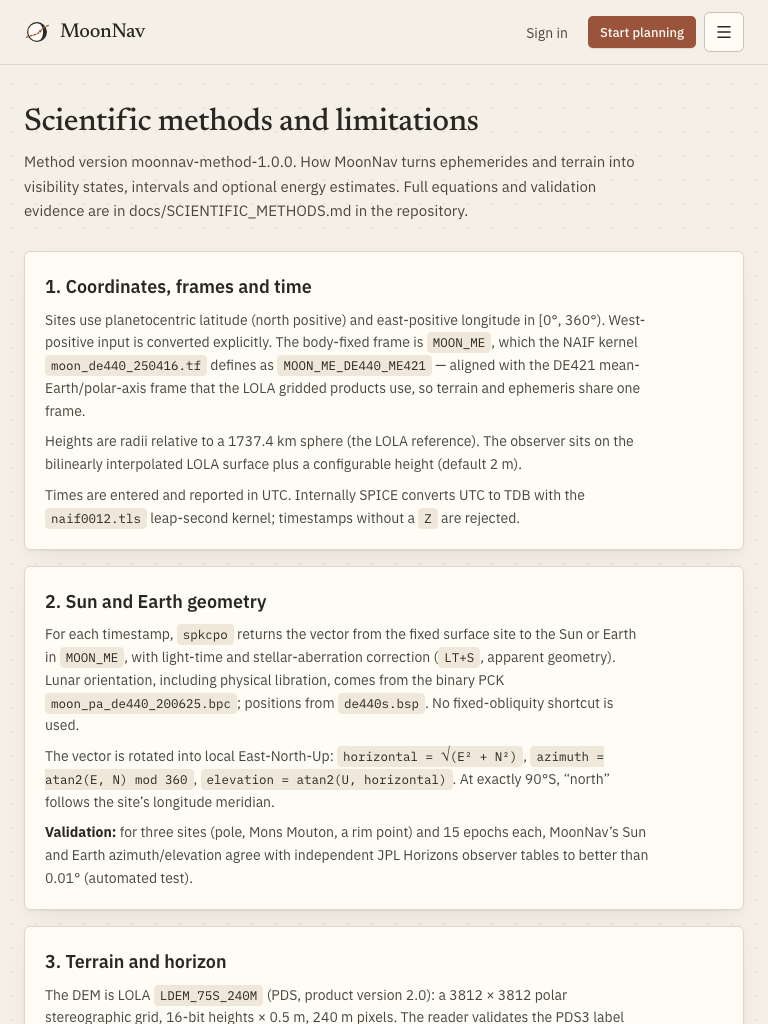 MoonNav
Sign in
Start planning
Scientific methods and limitations
Method version moonnav-method-1.0.0. How MoonNav turns ephemerides and terrain into
visibility states, intervals and optional energy estimates. Full equations and validation
evidence are in docs/SCIENTIFIC_METHODS.md in the repository.
1. Coordinates, frames and time
Sites use planetocentric latitude (north positive) and east-positive longitude in [0°, 360°). West-
positive input is converted explicitly. The body-fixed frame is MOON_ME, which the NAIF kernel
moon_de440_250416.tf defines as MOON_ME_DE440_ME421 — aligned with the DE421 mean-
Earth/polar-axis frame that the LOLA gridded products use, so terrain and ephemeris share one
frame.
Heights are radii relative to a 1737.4 km sphere (the LOLA reference). The observer sits on the
bilinearly interpolated LOLA surface plus a configurable height (default 2 m).
Times are entered and reported in UTC. Internally SPICE converts UTC to TDB with the
naif0012.tls leap-second kernel; timestamps without a Z are rejected.
2. Sun and Earth geometry
For each timestamp, spkcpo returns the vector from the fixed surface site to the Sun or Earth
in MOON_ME, with light-time and stellar-aberration correction (LT+S, apparent geometry).
Lunar orientation, including physical libration, comes from the binary PCK
moon_pa_de440_200625.bpc; positions from de440s.bsp. No fixed-obliquity shortcut is
used.
The vector is rotated into local East-North-Up: horizontal = √(E² + N²), azimuth =
atan2(E, N) mod 360, elevation = atan2(U, horizontal). At exactly 90°S, “north”
follows the site’s longitude meridian.
Validation: for three sites (pole, Mons Mouton, a rim point) and 15 epochs each, MoonNav’s Sun
and Earth azimuth/elevation agree with independent JPL Horizons observer tables to better than
0.01° (automated test).
3. Terrain and horizon
The DEM is LOLA LDEM_75S_240M (PDS, product version 2.0): a 3812 × 3812 polar
stereographic grid, 16-bit heights × 0.5 m, 240 m pixels. The reader validates the PDS3 label